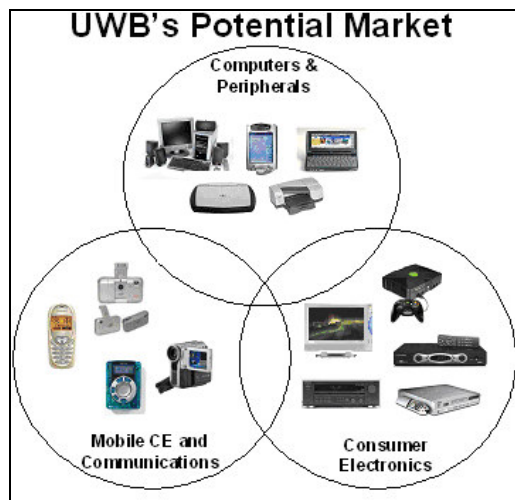 UWB's Potential Market
Computers &
Peripherals
Mobile CE and
Communications
Consumer
Electronics